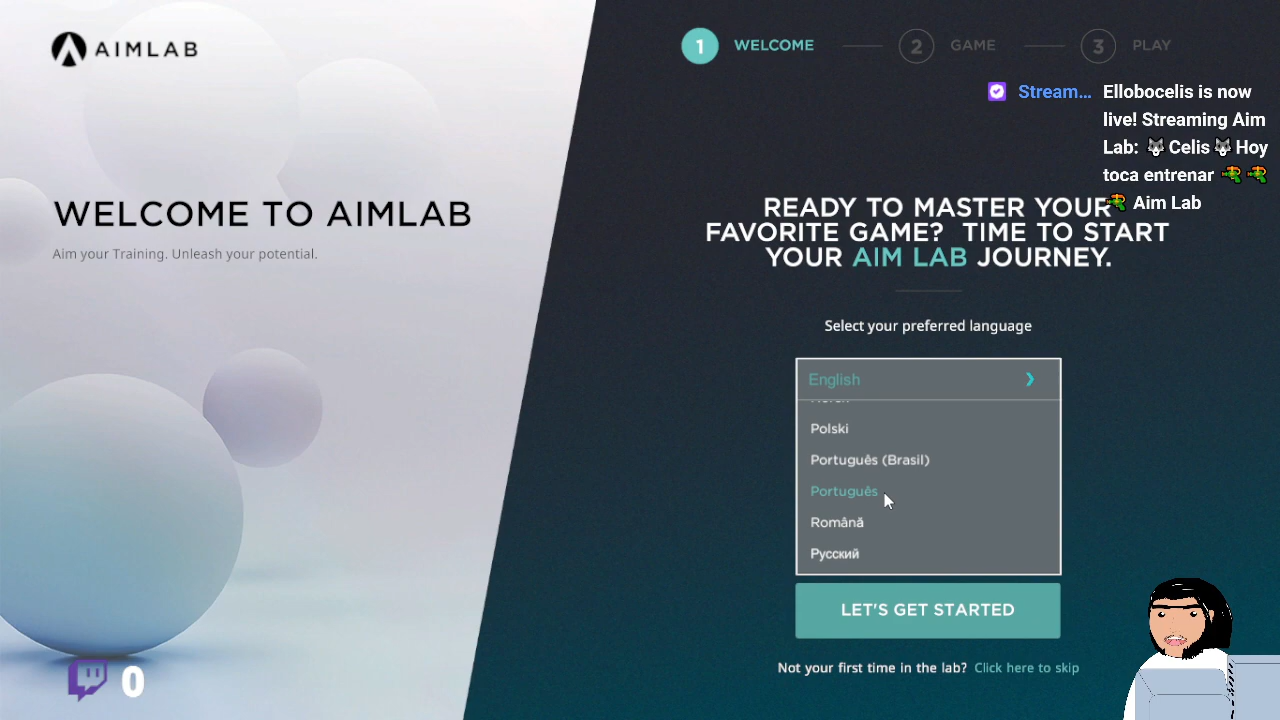 AIMLAB
1 WELCOME 2 GAME 3 PLAY
Stream... Ellobocelis is now
live! Streaming Aim
Lab: 🐺 Celis 🐺 Hoy
toca entrenar 🔫 🔫
🔫 Aim Lab
WELCOME TO AIMLAB
Aim your Training. Unleash your potential.
READY TO MASTER YOUR
FAVORITE GAME? TIME TO START
YOUR AIM LAB JOURNEY.
Select your preferred language
English
Polski
Português (Brasil)
Português
Română
Русский
LET'S GET STARTED
Not your first time in the lab? Click here to skip
0